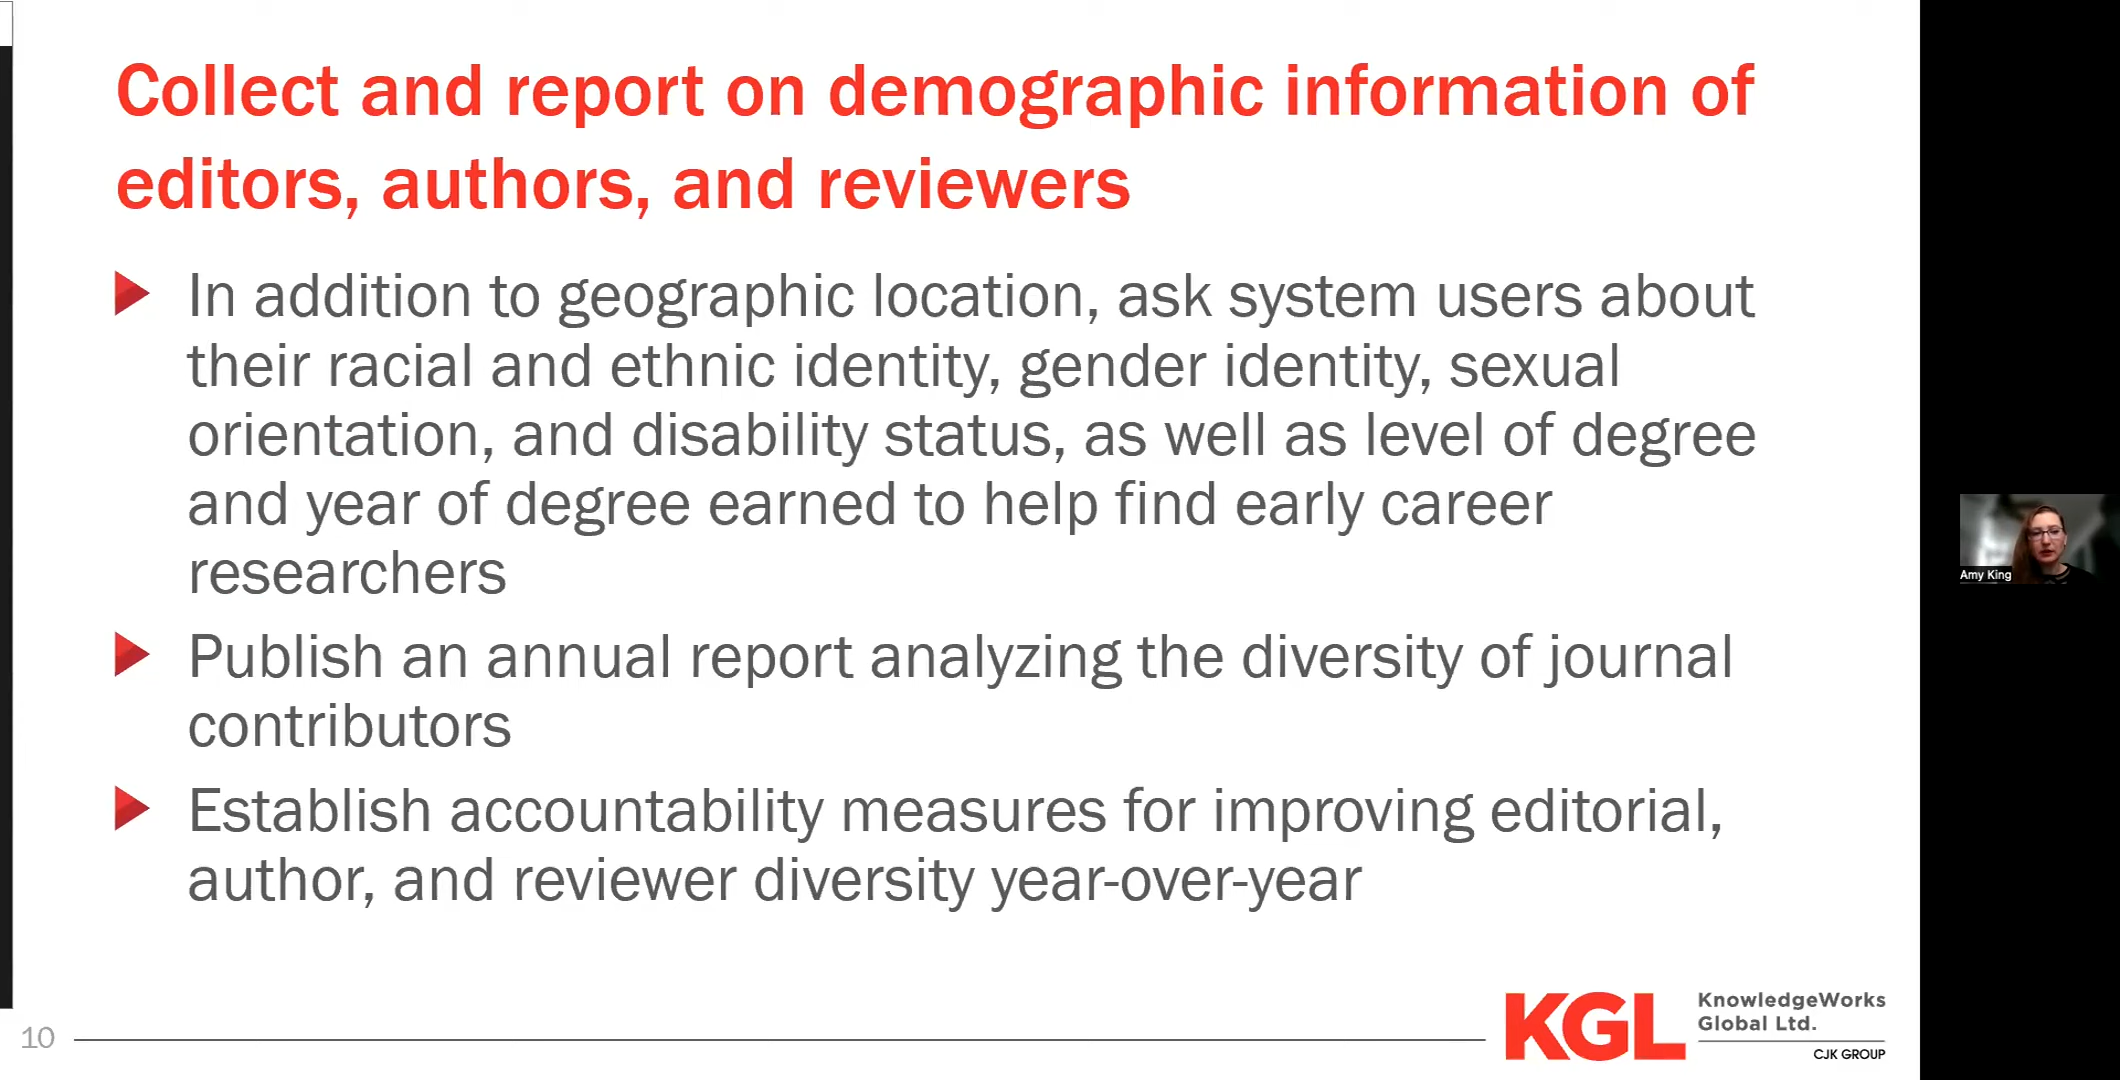 Collect and report on demographic information of
editors, authors, and reviewers
In addition to geographic location, ask system users about
their racial and ethnic identity, gender identity, sexual
orientation, and disability status, as well as level of degree
and year of degree earned to help find early career
researchers
Publish an annual report analyzing the diversity of journal
contributors
Establish accountability measures for improving editorial,
author, and reviewer diversity year-over-year
10
KGL
KnowledgeWorks
Global Ltd.
CJK GROUP
Amy King